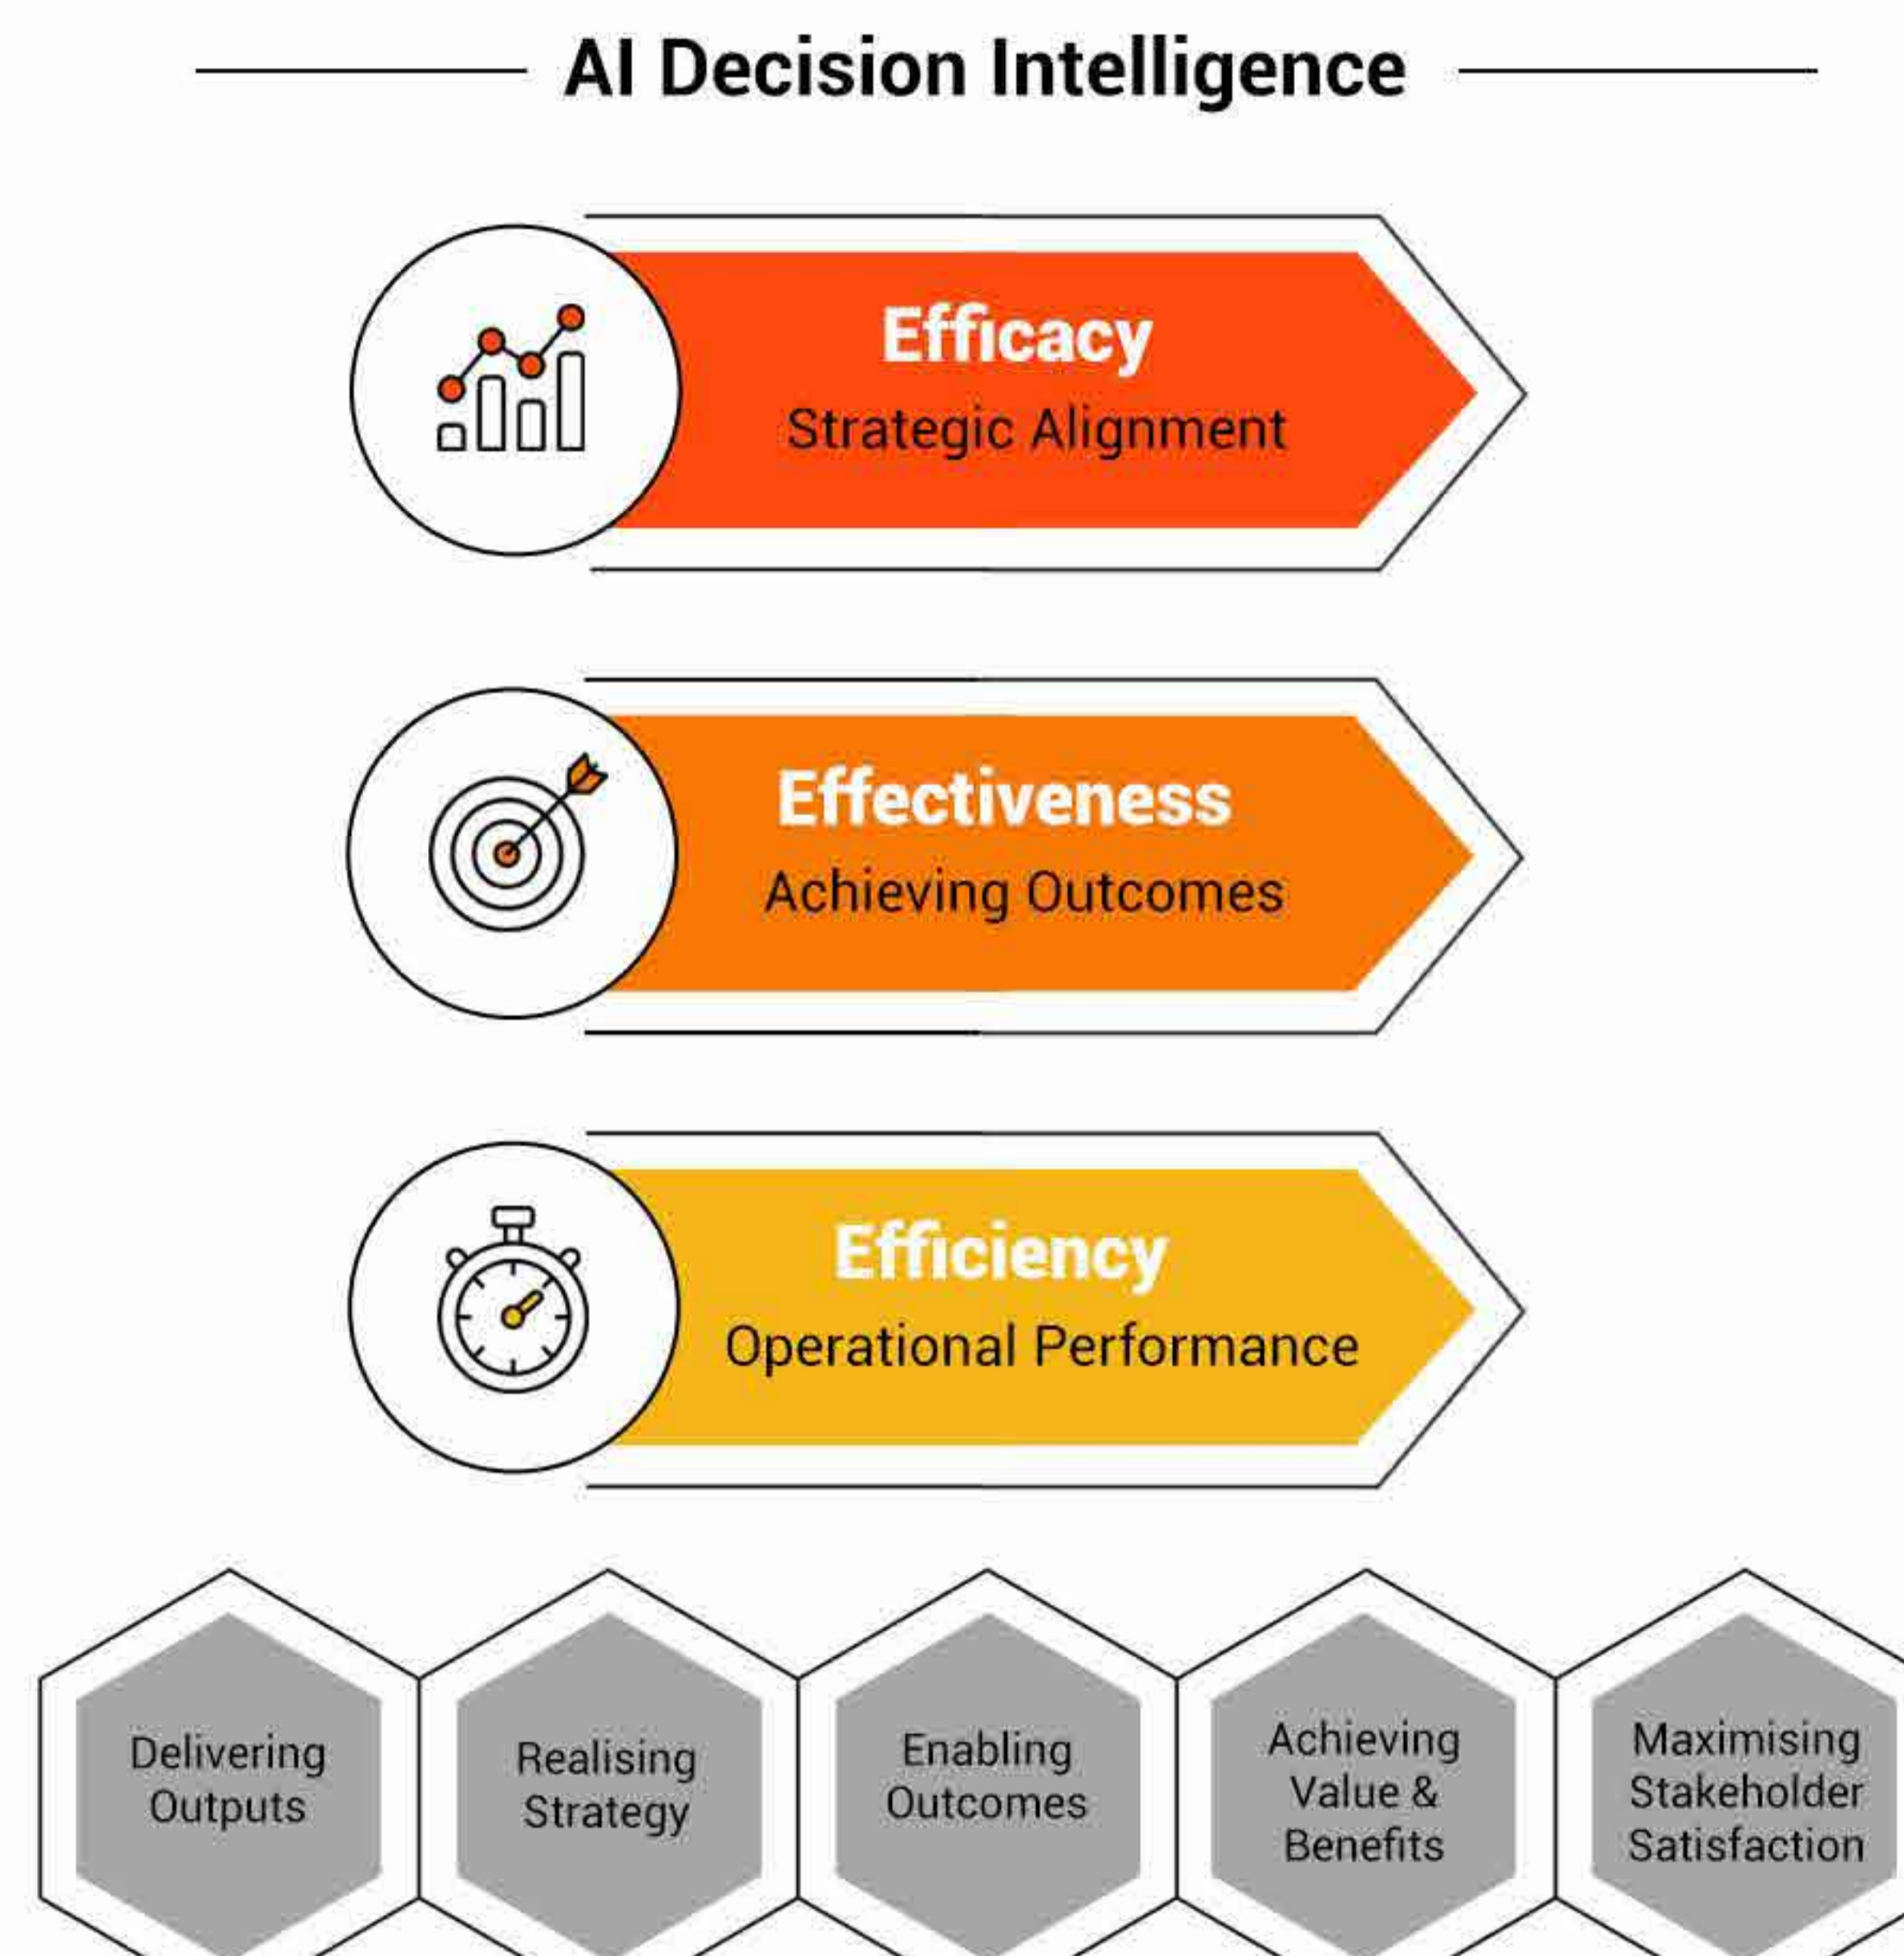 AI Decision Intelligence
Efficacy
Strategic Alignment
Effectiveness
Achieving Outcomes
Efficiency
Operational Performance
Delivering
Outputs
Realising
Strategy
Enabling
Outcomes
Achieving
Value &
Benefits
Maximising
Stakeholder
Satisfaction